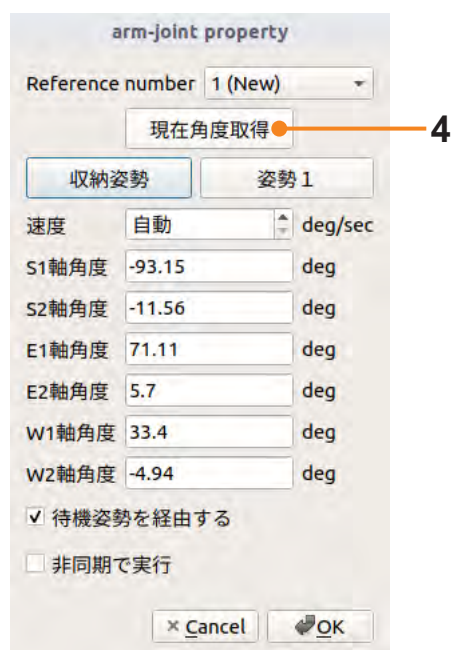 arm-joint property
Reference number 1 (New)
現在角度取得 4
収納姿勢 姿勢1
速度 自動 deg/sec
S1軸角度 -93.15 deg
S2軸角度 -11.56 deg
E1軸角度 71.11 deg
E2軸角度 5.7 deg
W1軸角度 33.4 deg
W2軸角度 -4.94 deg
待機姿勢を経由する
非同期で実行
Cancel OK